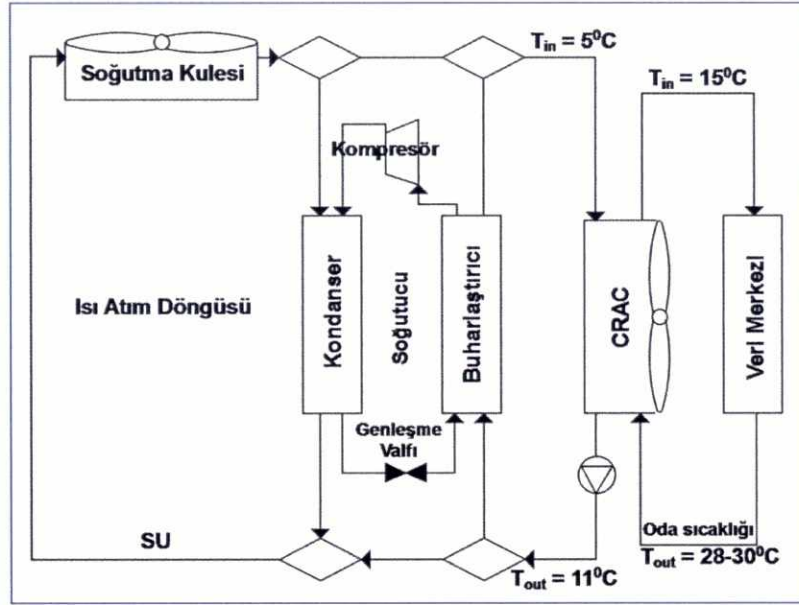 Soğutma Kulesi
T_in = 5⁰C
T_in = 15⁰C
Kompresör
Isı Atım Döngüsü
Kondanser
Soğutucu
Buharlaştırıcı
CRAC
Veri Merkezi
Genleşme
Valfı
Oda sıcaklığı
T_out = 28-30⁰C
SU
T_out = 11⁰C